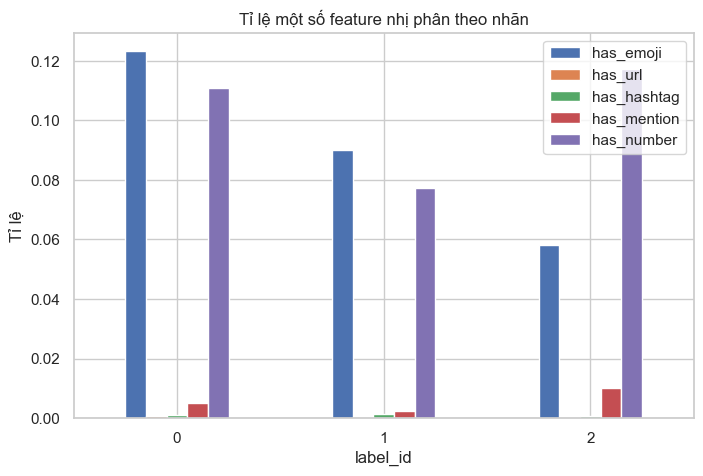 Tỉ lệ một số feature nhị phân theo nhãn
has_emoji
has_url
has_hashtag
has_mention
has_number
0.12
0.10
0.08
0.06
0.04
0.02
0.00
Tỉ lệ
0 1 2
label_id